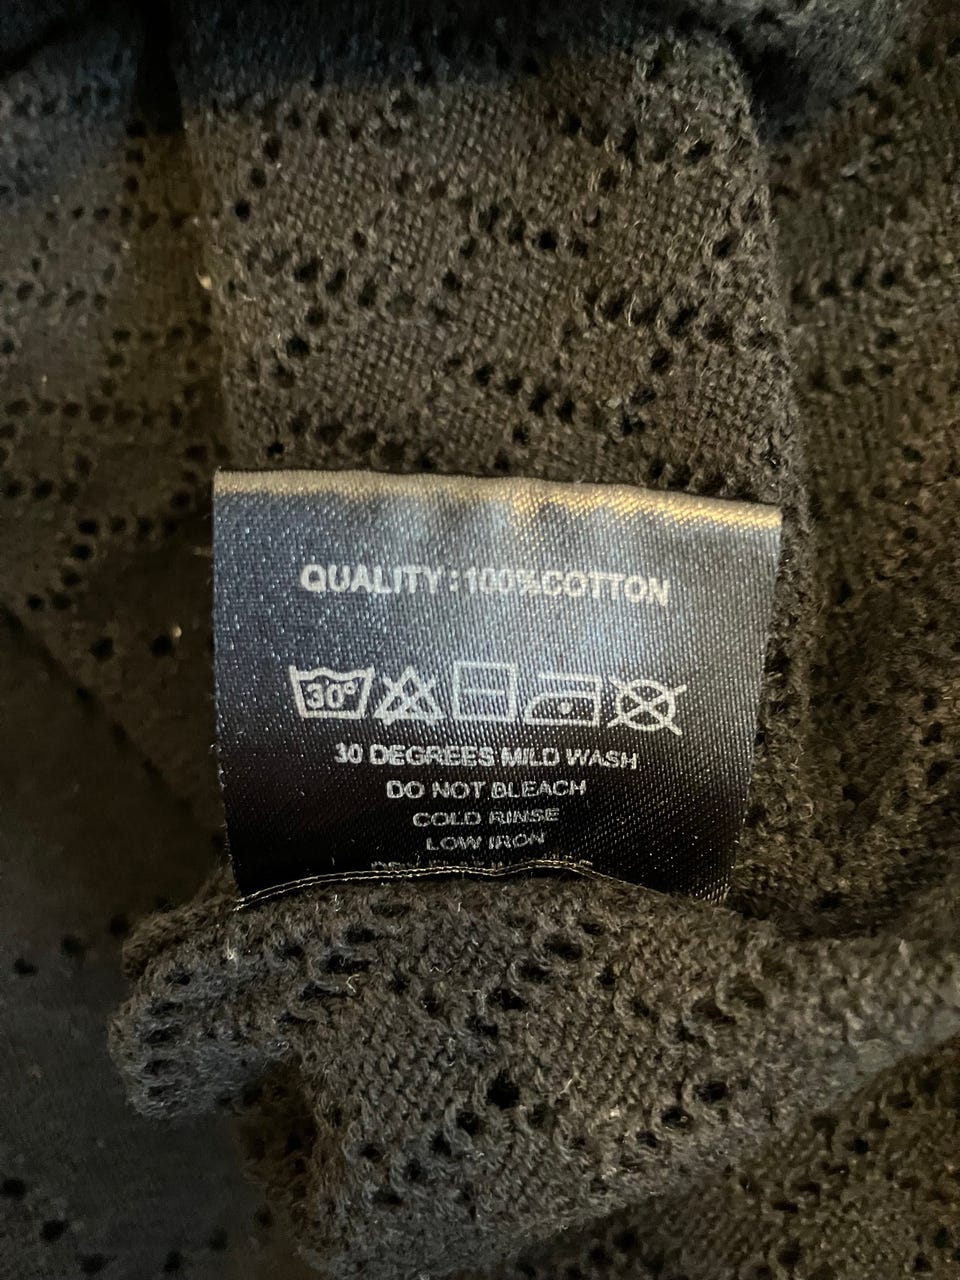 QUALITY:100%COTTON
30°
30 DEGREES MILD WASH
DO NOT BLEACH
COLD RINSE
LOW IRON